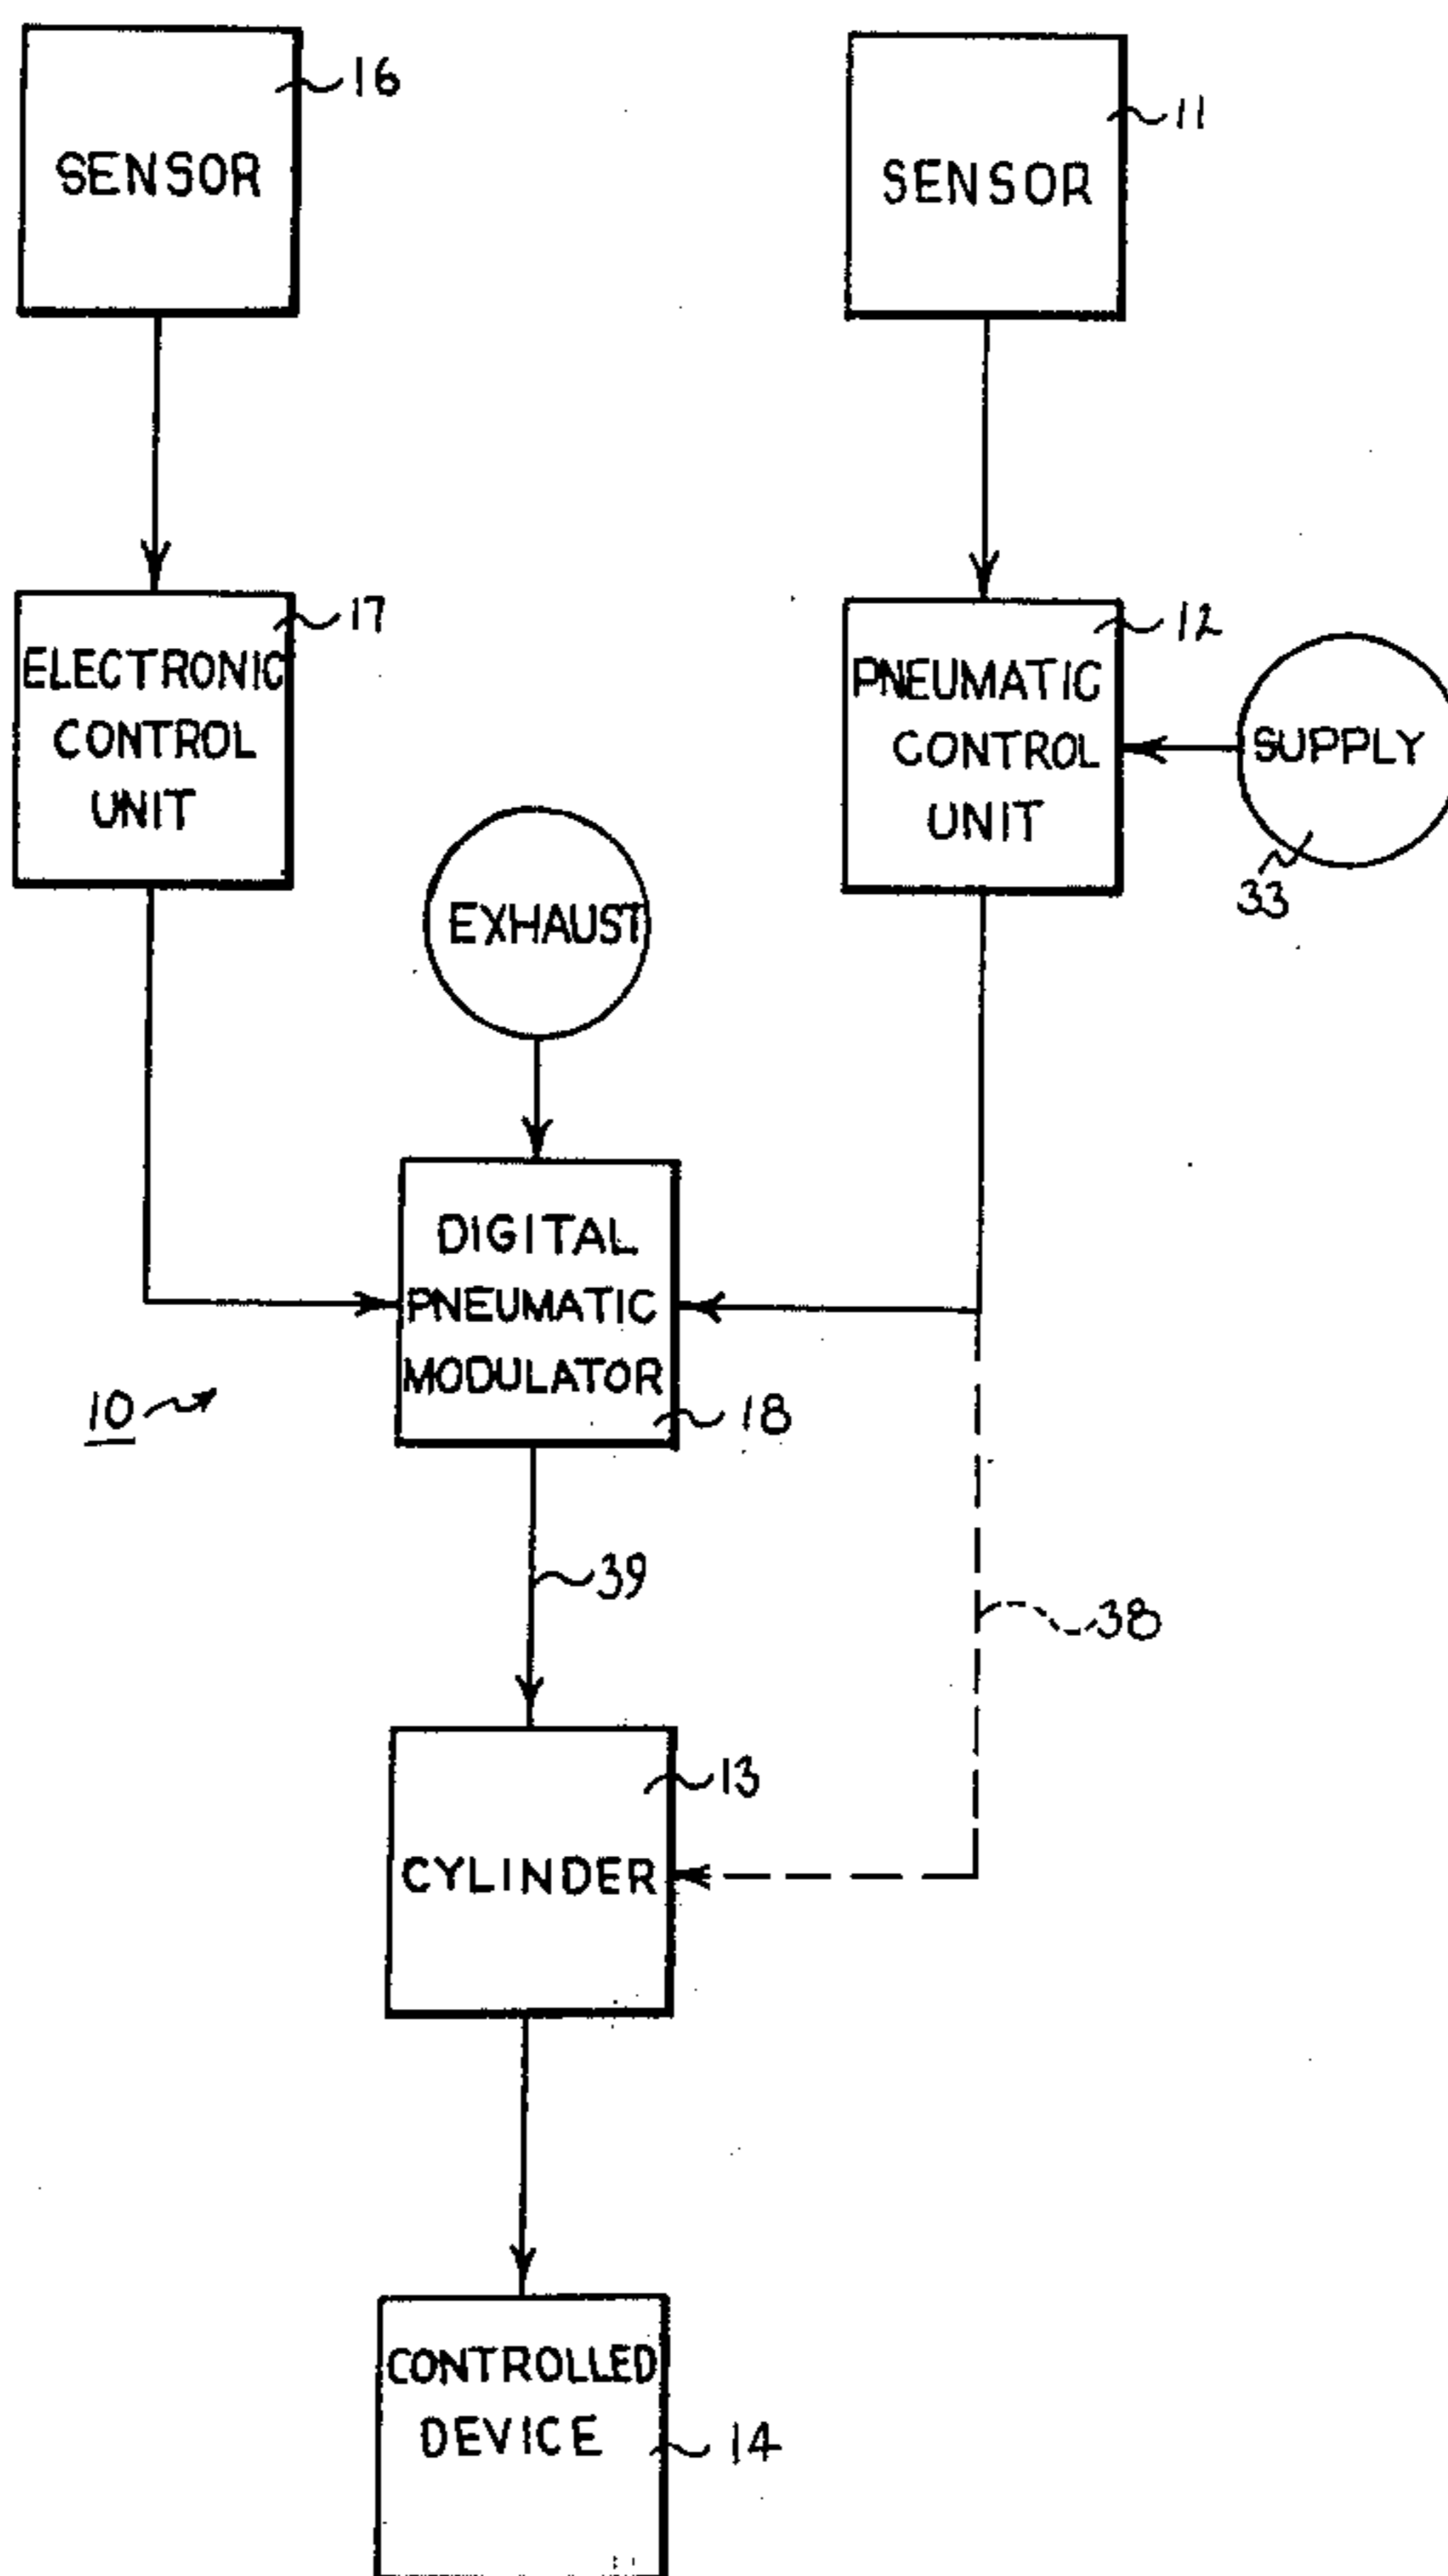 16
SENSOR
11
SENSOR
17
ELECTRONIC
CONTROL
UNIT
12
PNEUMATIC
CONTROL
UNIT
SUPPLY
33
EXHAUST
DIGITAL
PNEUMATIC
MODULATOR
18
10
39
38
13
CYLINDER
CONTROLLED
DEVICE
14